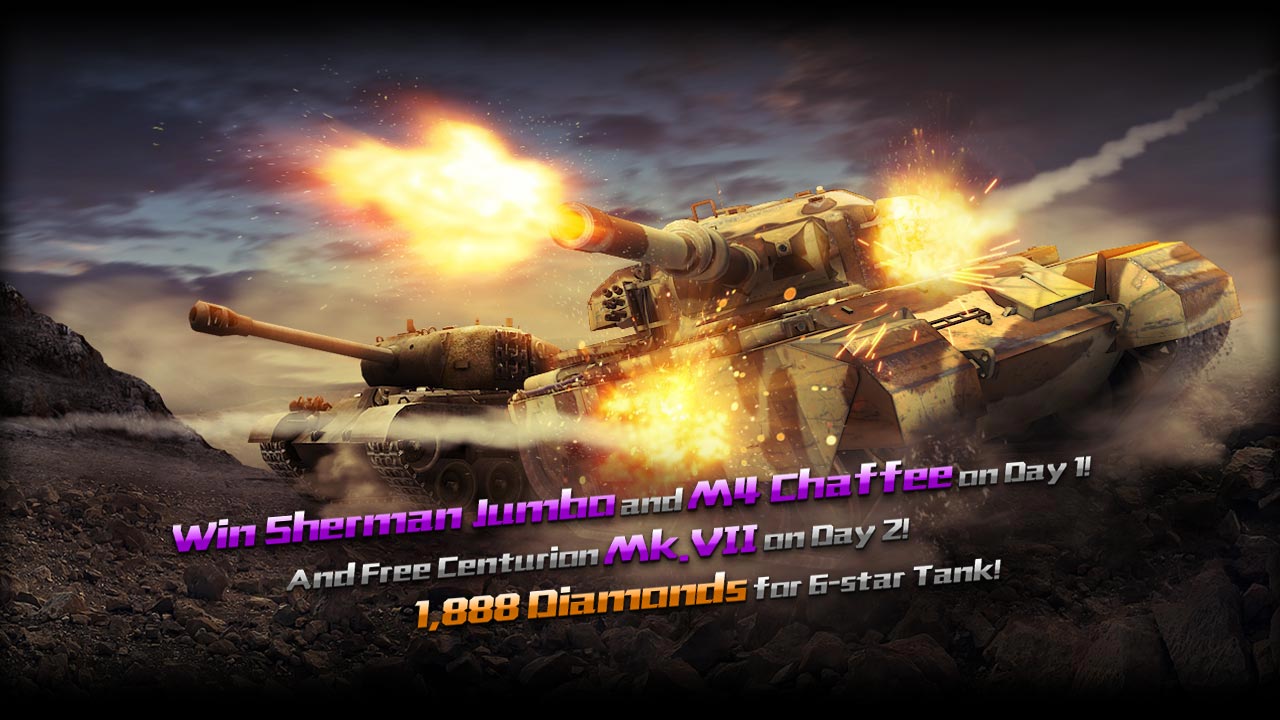 Win Sherman Jumbo and M4 Chaffee on Day 1!
And Free Centurion Mk.VII on Day 2!
1,888 Diamonds for 6-star Tank!